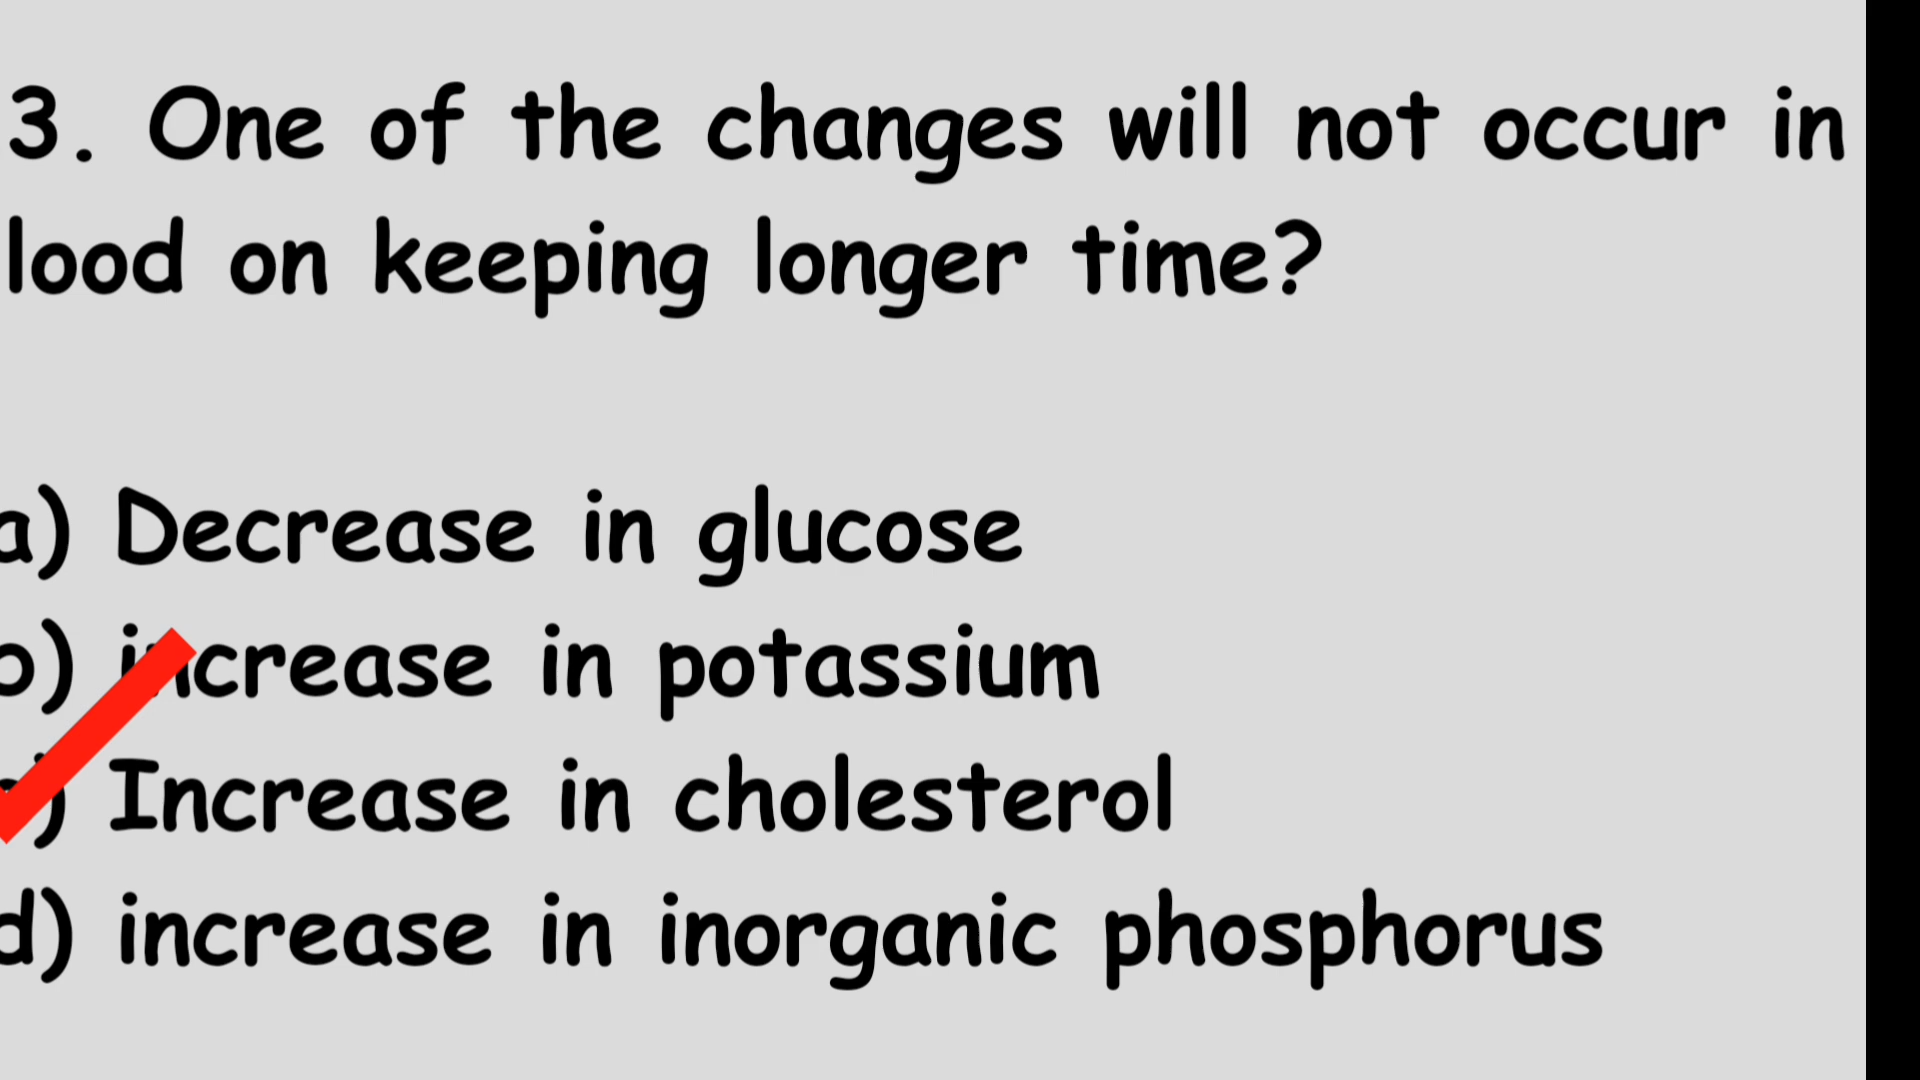 3. One of the changes will not occur in
lood on keeping longer time?
a) Decrease in glucose
b) increase in potassium
c) Increase in cholesterol
d) increase in inorganic phosphorus